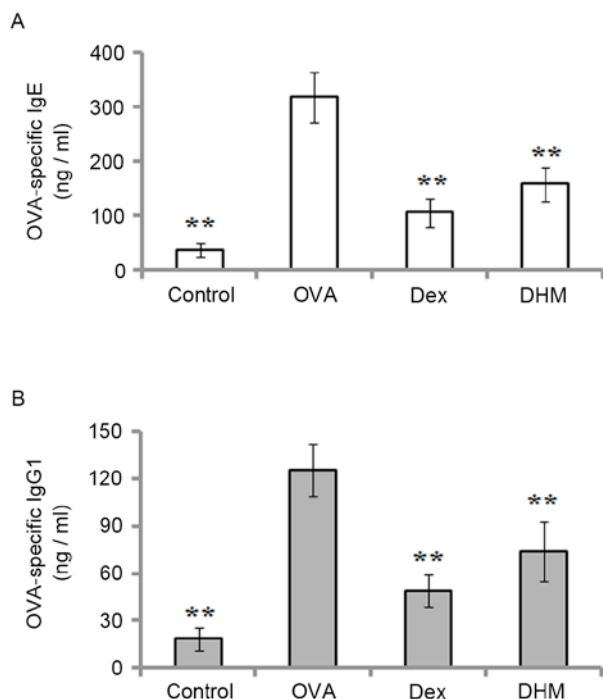 A
OVA-specific IgE
(ng / ml)
400
300
200
100
0
**
**
**
Control OVA Dex DHM
B
OVA-specific IgG1
(ng / ml)
150
120
90
60
30
0
**
**
**
Control OVA Dex DHM